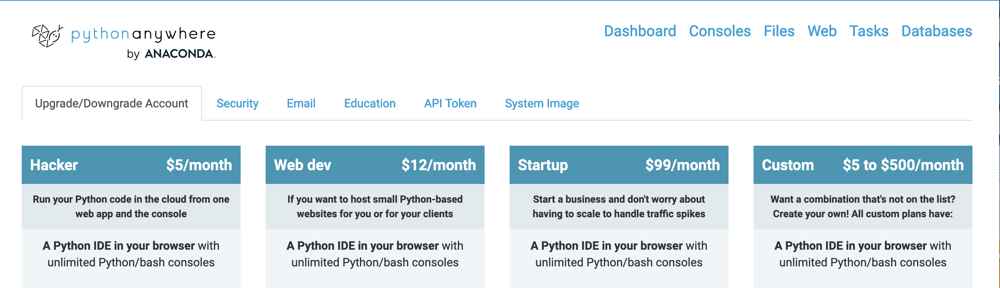 pythonanywhere
by ANACONDA.
Dashboard Consoles Files Web Tasks Databases
Upgrade/Downgrade Account Security Email Education API Token System Image
Hacker $5/month
Run your Python code in the cloud from one
web app and the console
A Python IDE in your browser with
unlimited Python/bash consoles
Web dev $12/month
If you want to host small Python-based
websites for you or for your clients
A Python IDE in your browser with
unlimited Python/bash consoles
Startup $99/month
Start a business and don't worry about
having to scale to handle traffic spikes
A Python IDE in your browser with
unlimited Python/bash consoles
Custom $5 to $500/month
Want a combination that's not on the list?
Create your own! All custom plans have:
A Python IDE in your browser with
unlimited Python/bash consoles